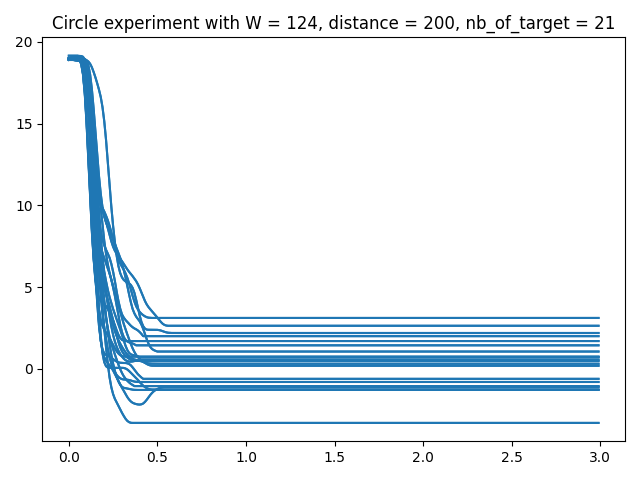 Circle experiment with W = 124, distance = 200, nb_of_target = 21
20
15
10
5
0
0.0 0.5 1.0 1.5 2.0 2.5 3.0